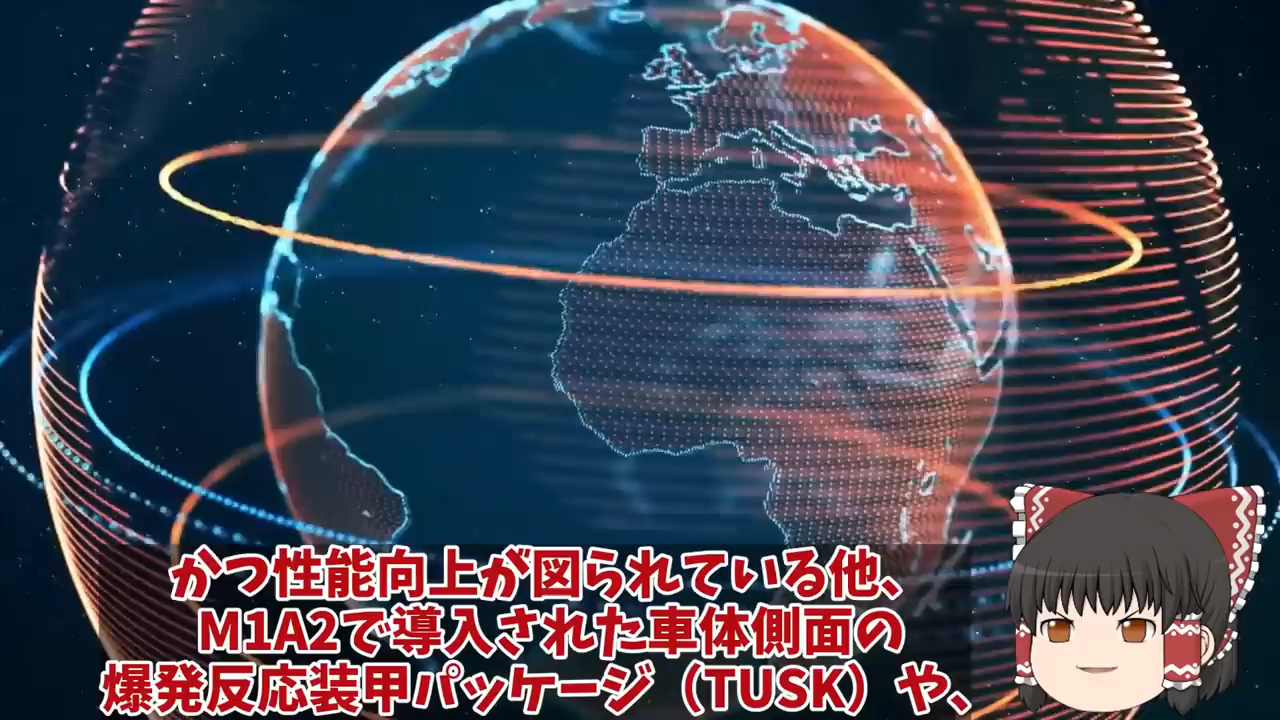 かつ性能向上が図られている他、
M1A2で導入された車体側面の
爆発反応装甲パッケージ（TUSK）や、